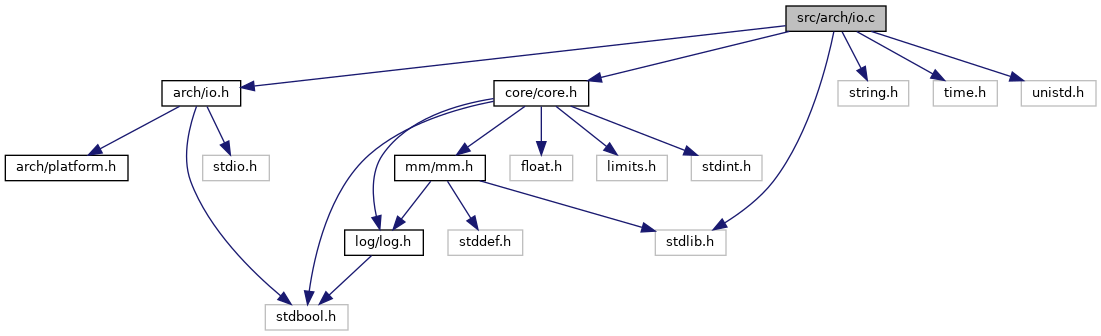 src/arch/io.c
arch/io.h
core/core.h
string.h
time.h
unistd.h
arch/platform.h
stdio.h
mm/mm.h
float.h
limits.h
stdint.h
log/log.h
stddef.h
stdlib.h
stdbool.h